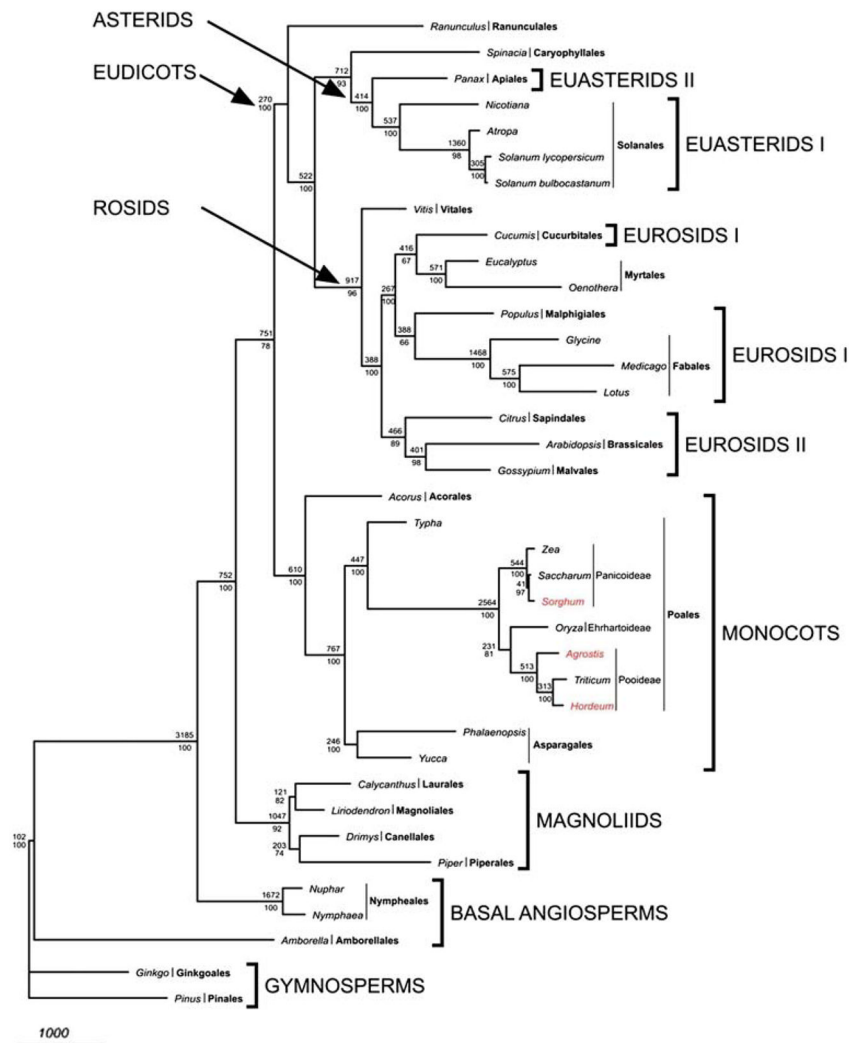 ASTERIDS
EUDICOTS
ROSIDS
Ranunculus | Ranunculales
Spinacia | Caryophyllales
712
93
Panax | Apiales
EUASTERIDS II
270
100
414
100
Nicotiana
537
100
Atropa
1360
98
Solanum lycopersicum
305
100
Solanum bulbocastanum
Solanales
EUASTERIDS I
522
100
Vitis | Vitales
Cucumis | Cucurbitales
EUROSIDS I
416
67
Eucalyptus
571
100
Oenothera
Myrtales
917
96
267
100
Populus | Malphigiales
388
66
Glycine
1468
100
Medicago
575
100
Lotus
Fabales
EUROSIDS I
751
78
388
100
Citrus | Sapindales
466
89
Arabidopsis | Brassicales
401
98
Gossypium | Malvales
EUROSIDS II
Acorus | Acorales
Typha
447
100
Zea
544
100
Saccharum
41
97
Sorghum
Panicoideae
752
100
610
100
2564
100
Oryza | Ehrhartoideae
231
81
Agrostis
513
100
Triticum
313
100
Hordeum
Pooideae
Poales
MONOCOTS
767
100
Phalaenopsis
246
100
Yucca
Asparagales
3185
100
Calycanthus | Laurales
121
82
Liriodendron | Magnoliales
1047
92
Drimys | Canellales
203
74
Piper | Piperales
MAGNOLIIDS
102
100
Nuphar
1672
100
Nymphaea
Nympheales
BASAL ANGIOSPERMS
Amborella | Amborellales
Ginkgo | Ginkgoales
Pinus | Pinales
GYMNOSPERMS
1000